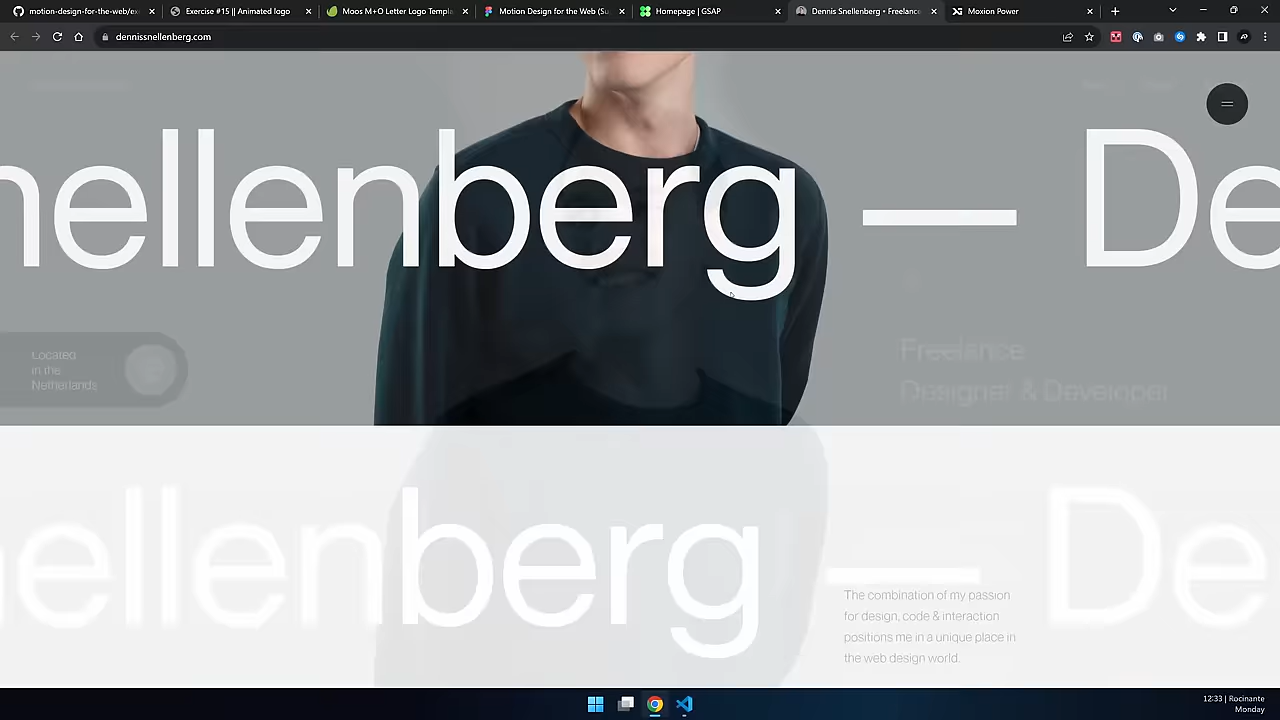 motion-design-for-the-web/ex
Exercise #15 || Animated logo
Moos M+O Letter Logo Templa
Motion Design for the Web (Su
Homepage | GSAP
Dennis Snellenberg • Freelance
Moxion Power
dennissnellenberg.com
nellenberg — De
Located
in the
Netherlands
Freelance
Designer & Developer
nellenberg — De
The combination of my passion
for design, code & interaction
positions me in a unique place in
the web design world.
12:33 | Rocinante
Monday